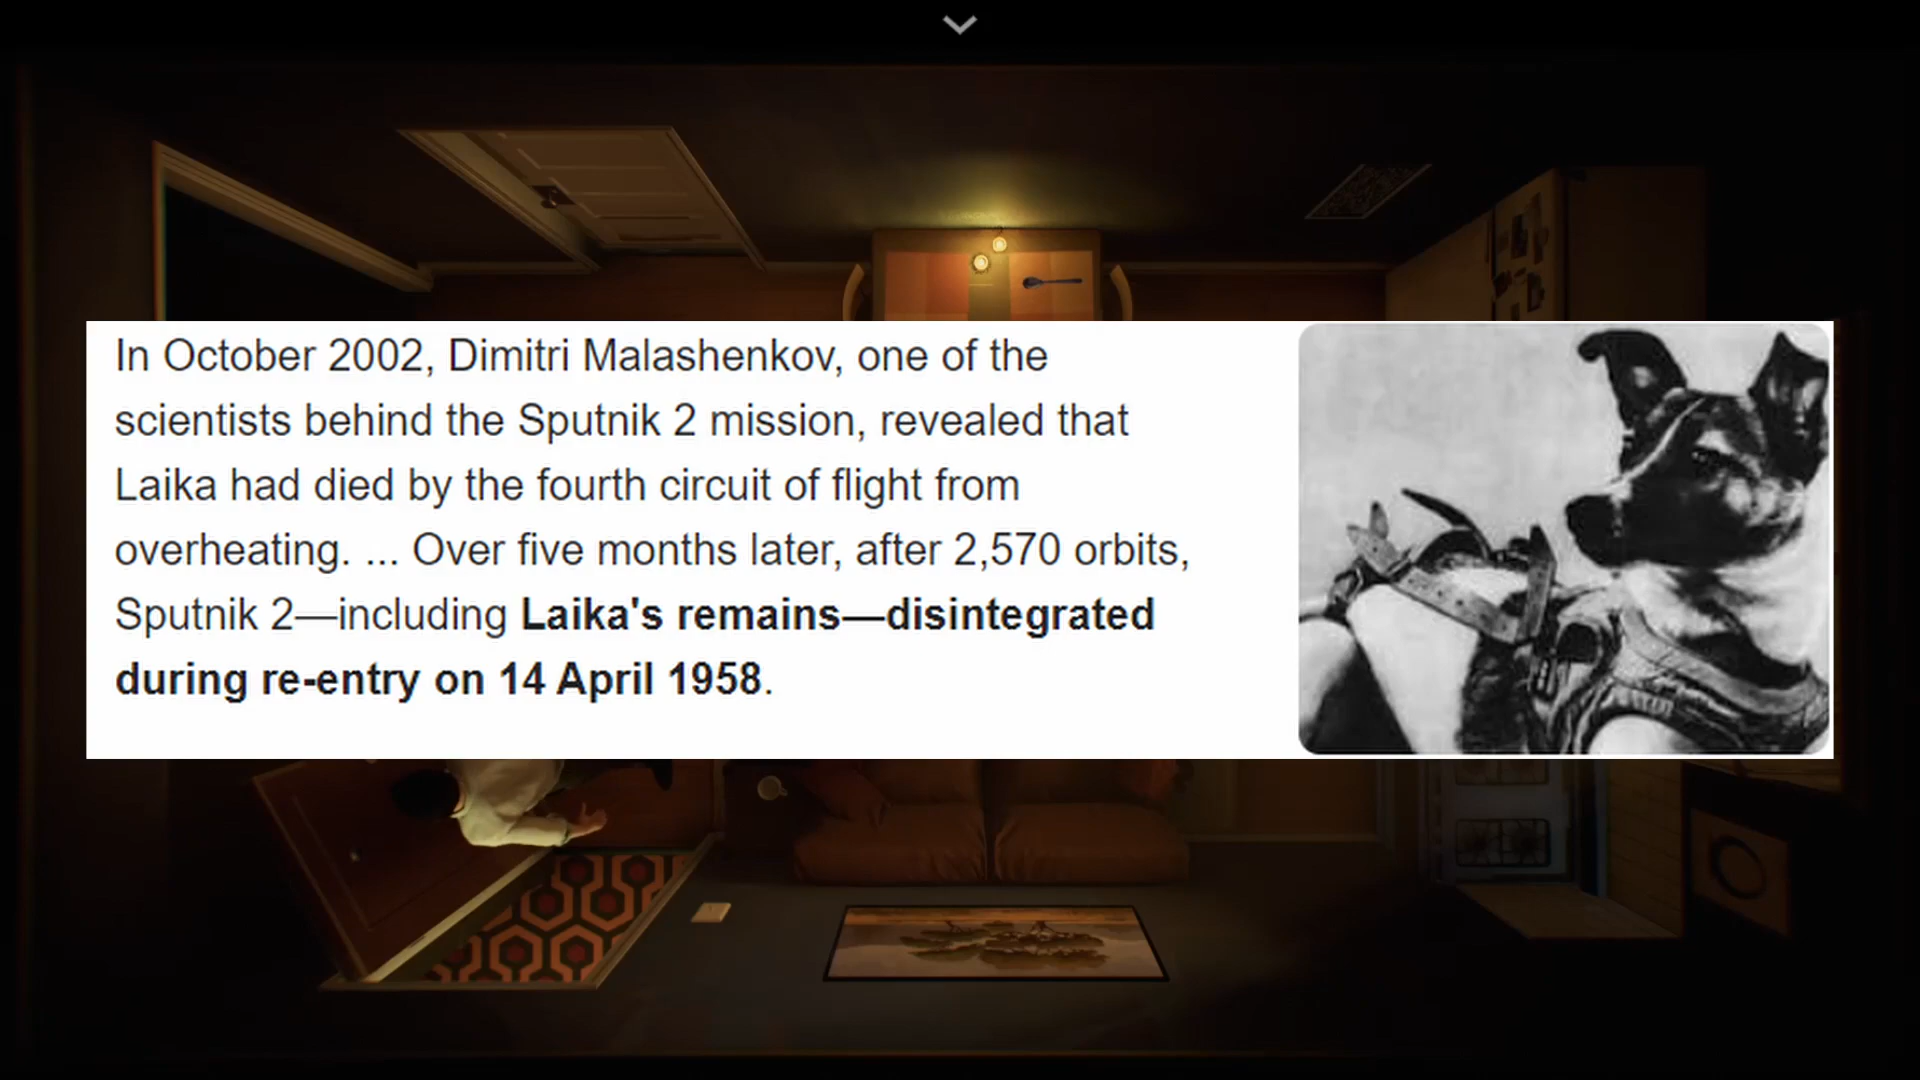 In October 2002, Dimitri Malashenkov, one of the
scientists behind the Sputnik 2 mission, revealed that
Laika had died by the fourth circuit of flight from
overheating. ... Over five months later, after 2,570 orbits,
Sputnik 2—including Laika's remains—disintegrated
during re-entry on 14 April 1958.